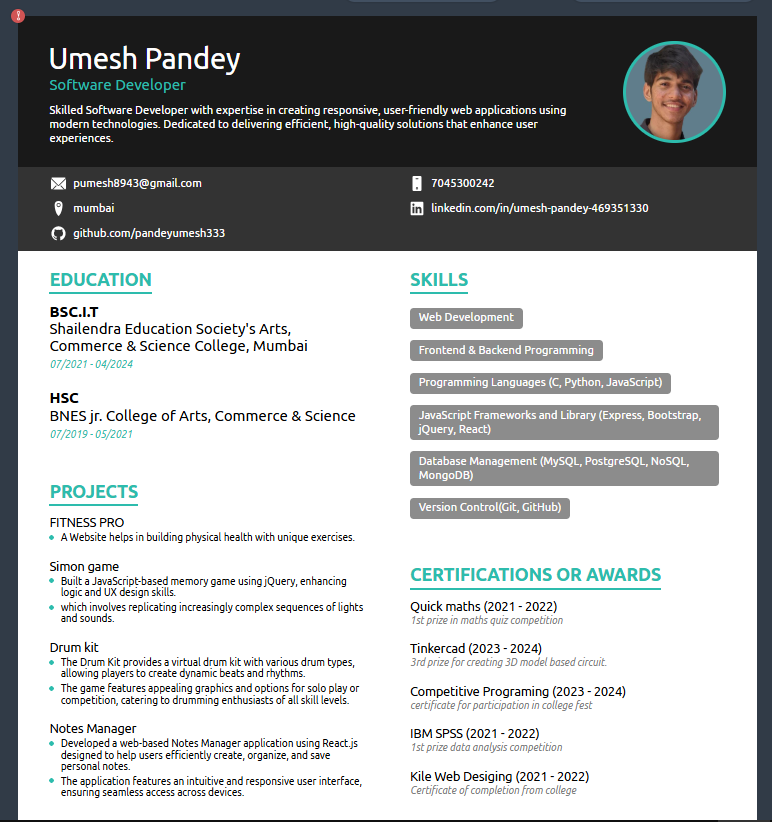 Umesh Pandey
Software Developer
Skilled Software Developer with expertise in creating responsive, user-friendly web applications using
modern technologies. Dedicated to delivering efficient, high-quality solutions that enhance user
experiences.
pumesh8943@gmail.com
7045300242
mumbai
linkedin.com/in/umesh-pandey-469351330
github.com/pandeyumesh333
EDUCATION
BSC.I.T
Shailendra Education Society's Arts,
Commerce & Science College, Mumbai
07/2021 - 04/2024
HSC
BNES jr. College of Arts, Commerce & Science
07/2019 - 05/2021
PROJECTS
FITNESS PRO
A Website helps in building physical health with unique exercises.
Simon game
Built a JavaScript-based memory game using jQuery, enhancing
logic and UX design skills.
which involves replicating increasingly complex sequences of lights
and sounds.
Drum kit
The Drum Kit provides a virtual drum kit with various drum types,
allowing players to create dynamic beats and rhythms.
The game features appealing graphics and options for solo play or
competition, catering to drumming enthusiasts of all skill levels.
Notes Manager
Developed a web-based Notes Manager application using React.js
designed to help users efficiently create, organize, and save
personal notes.
The application features an intuitive and responsive user interface,
ensuring seamless access across devices.
SKILLS
Web Development
Frontend & Backend Programming
Programming Languages (C, Python, JavaScript)
JavaScript Frameworks and Library (Express, Bootstrap,
jQuery, React)
Database Management (MySQL, PostgreSQL, NoSQL,
MongoDB)
Version Control(Git, GitHub)
CERTIFICATIONS OR AWARDS
Quick maths (2021 - 2022)
1st prize in maths quiz competition
Tinkercad (2023 - 2024)
3rd prize for creating 3D model based circuit.
Competitive Programing (2023 - 2024)
certificate for participation in college fest
IBM SPSS (2021 - 2022)
1st prize data analysis competition
Kile Web Desiging (2021 - 2022)
Certificate of completion from college